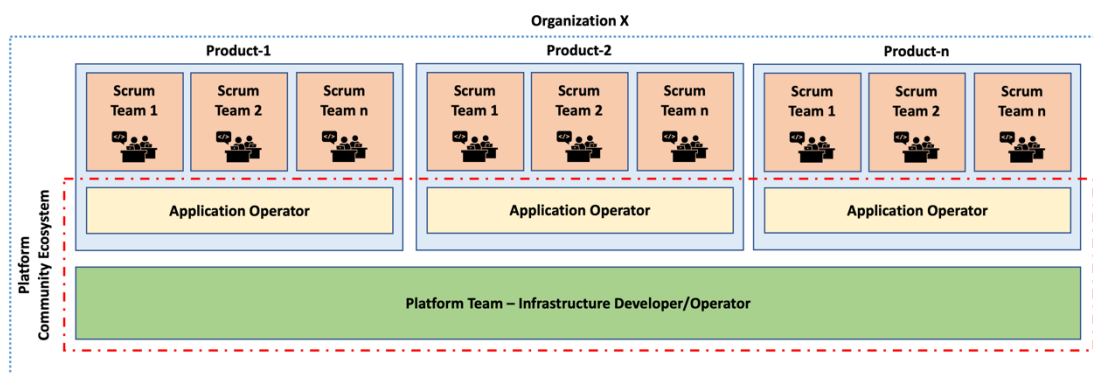 Organization X
Product-1
Product-2
Product-n
Scrum
Team 1
Scrum
Team 2
Scrum
Team n
Scrum
Team 1
Scrum
Team 2
Scrum
Team n
Scrum
Team 1
Scrum
Team 2
Scrum
Team n
</>
</>
</>
</>
</>
</>
</>
</>
</>
Platform
Community Ecosystem
Application Operator
Application Operator
Application Operator
Platform Team – Infrastructure Developer/Operator